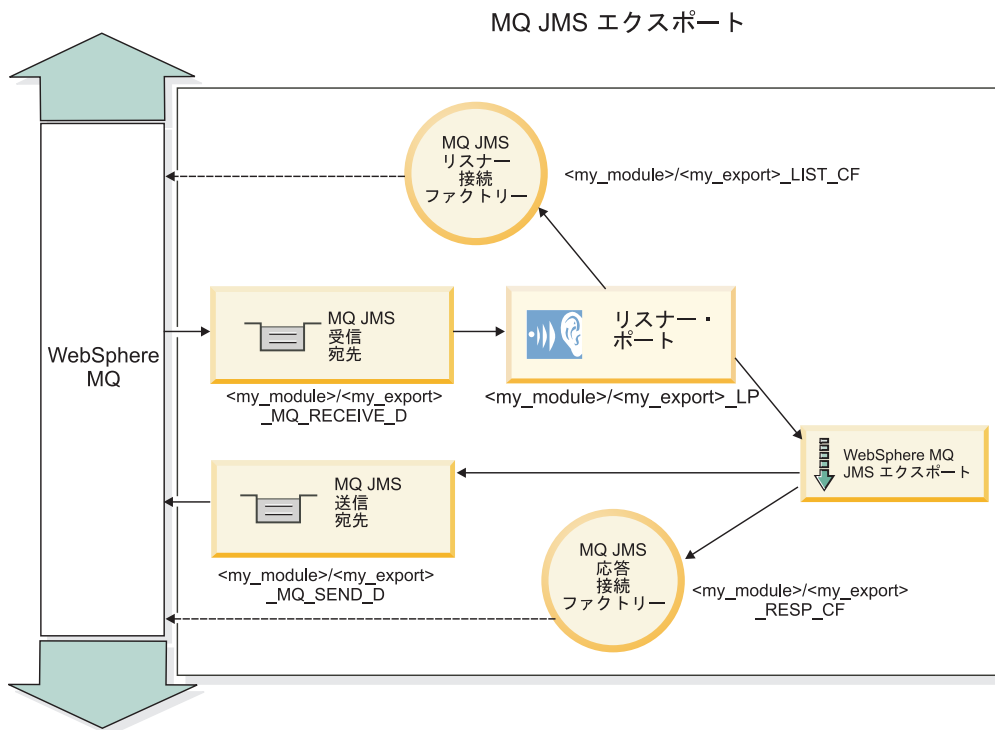 MQ JMS エクスポート
MQ JMS
リスナー
接続
ファクトリー
<my_module>/<my_export>_LIST_CF
WebSphere
MQ
MQ JMS
受信
宛先
<my_module>/<my_export>
_MQ_RECEIVE_D
リスナー・
ポート
<my_module>/<my_export>_LP
WebSphere MQ
JMS エクスポート
MQ JMS
送信
宛先
<my_module>/<my_export>
_MQ_SEND_D
MQ JMS
応答
接続
ファクトリー
<my_module>/<my_export>
_RESP_CF